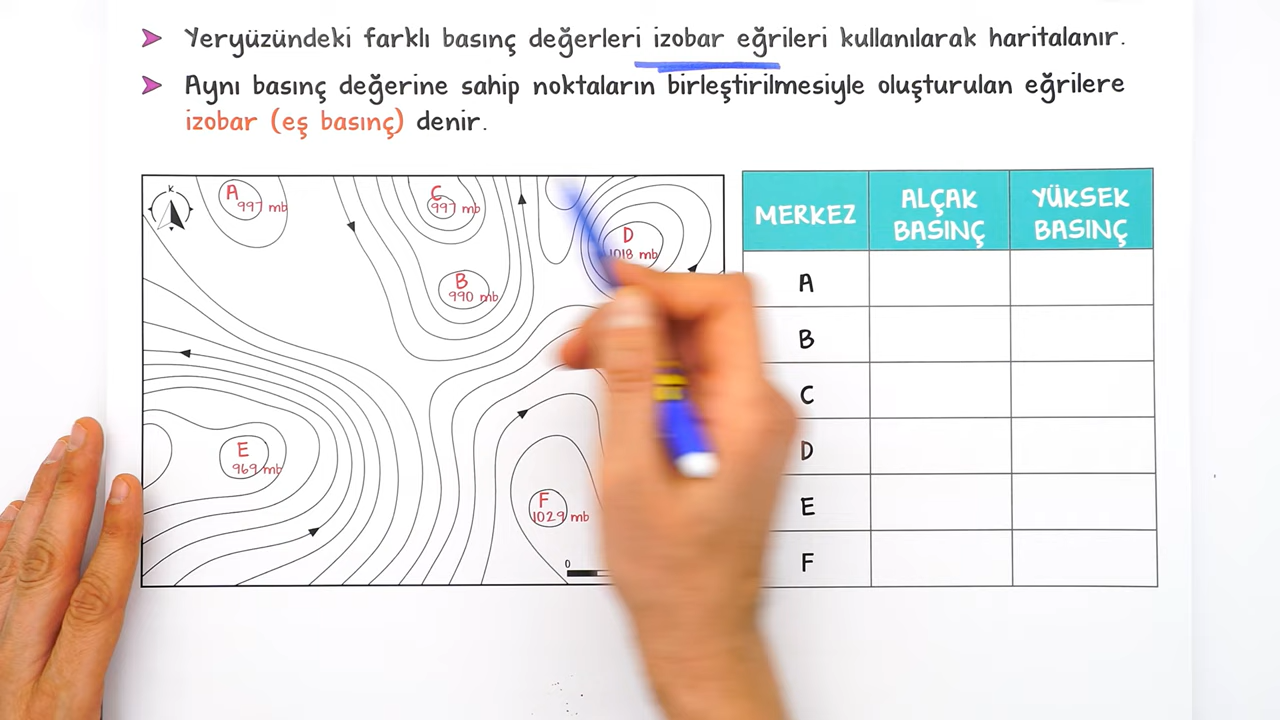 Yeryüzündeki farklı basınç değerleri izobar eğrileri kullanılarak haritalanır.
Aynı basınç değerine sahip noktaların birleştirilmesiyle oluşturulan eğrilere
izobar (eş basınç) denir.
K
A
997 mb
C
997 mb
D
1018 mb
B
990 mb
E
969 mb
F
1029 mb
0
MERKEZ
ALÇAK
BASINÇ
YÜKSEK
BASINÇ
A
B
C
D
E
F